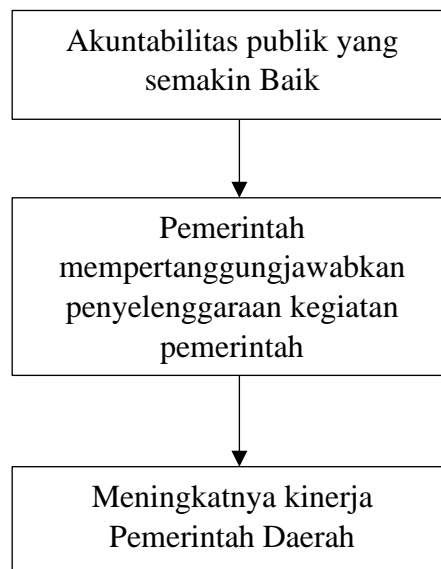 Akuntabilitas publik yang
semakin Baik
Pemerintah
mempertanggungjawabkan
penyelenggaraan kegiatan
pemerintah
Meningkatnya kinerja
Pemerintah Daerah